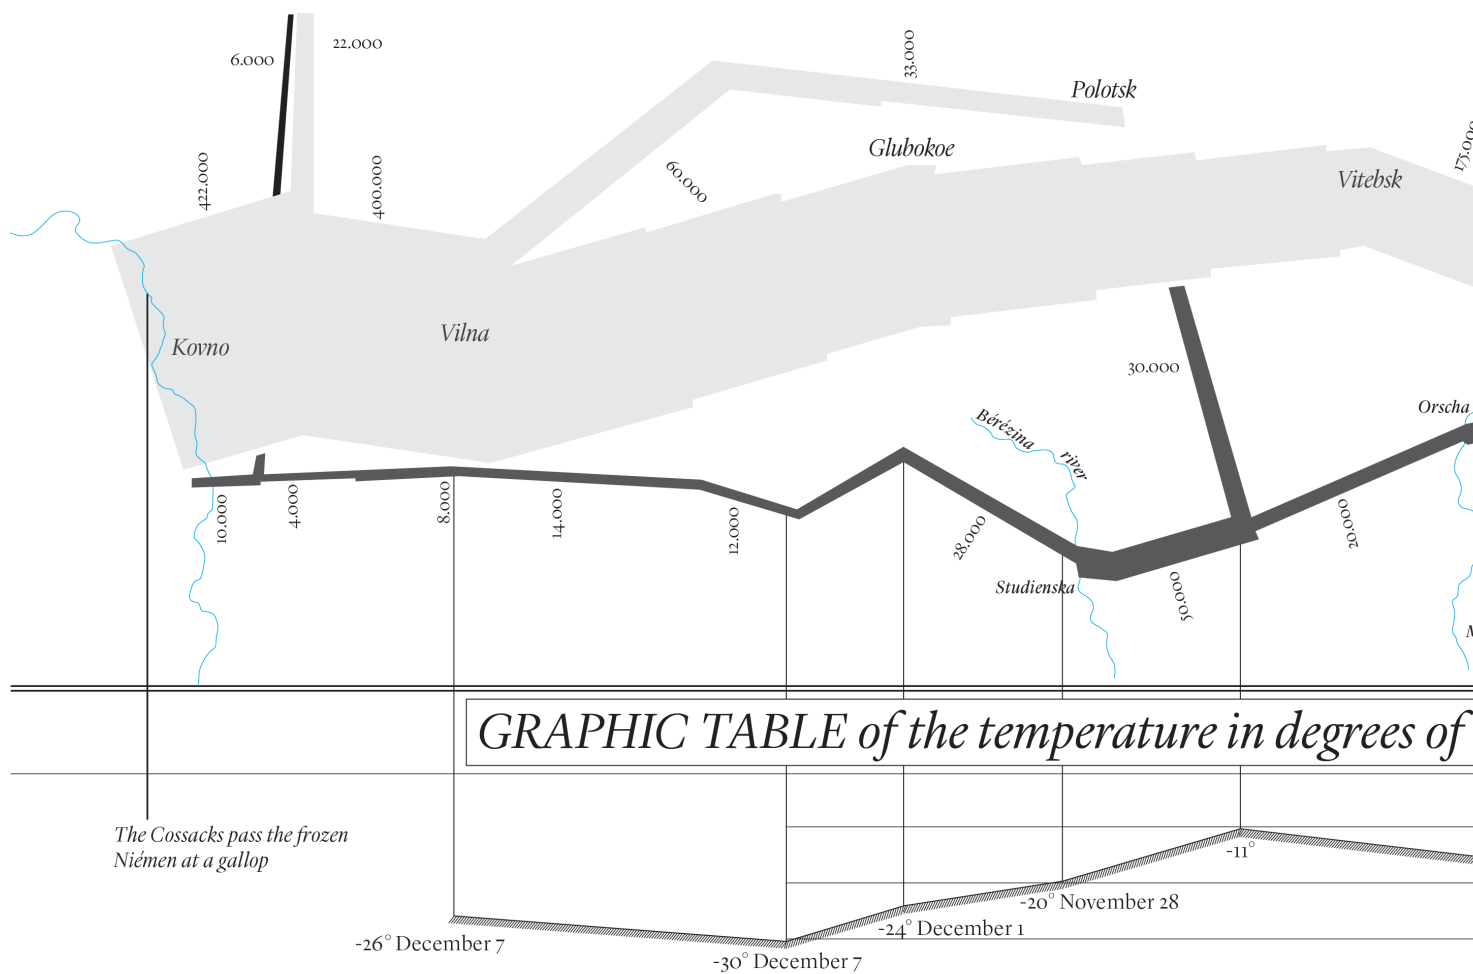 6.000
22.000
33.000
Polotsk
Glubokoe
422.000
400.000
60.000
175.000
Vitebsk
Vilna
Kovno
30.000
Orscha
Bérézina
river
10.000
4.000
8.000
14.000
12.000
28.000
20.000
Studienska
50.000
M
GRAPHIC TABLE of the temperature in degrees of
The Cossacks pass the frozen
Niémen at a gallop
-11°
-20° November 28
-24° December 1
-26° December 7
-30° December 7